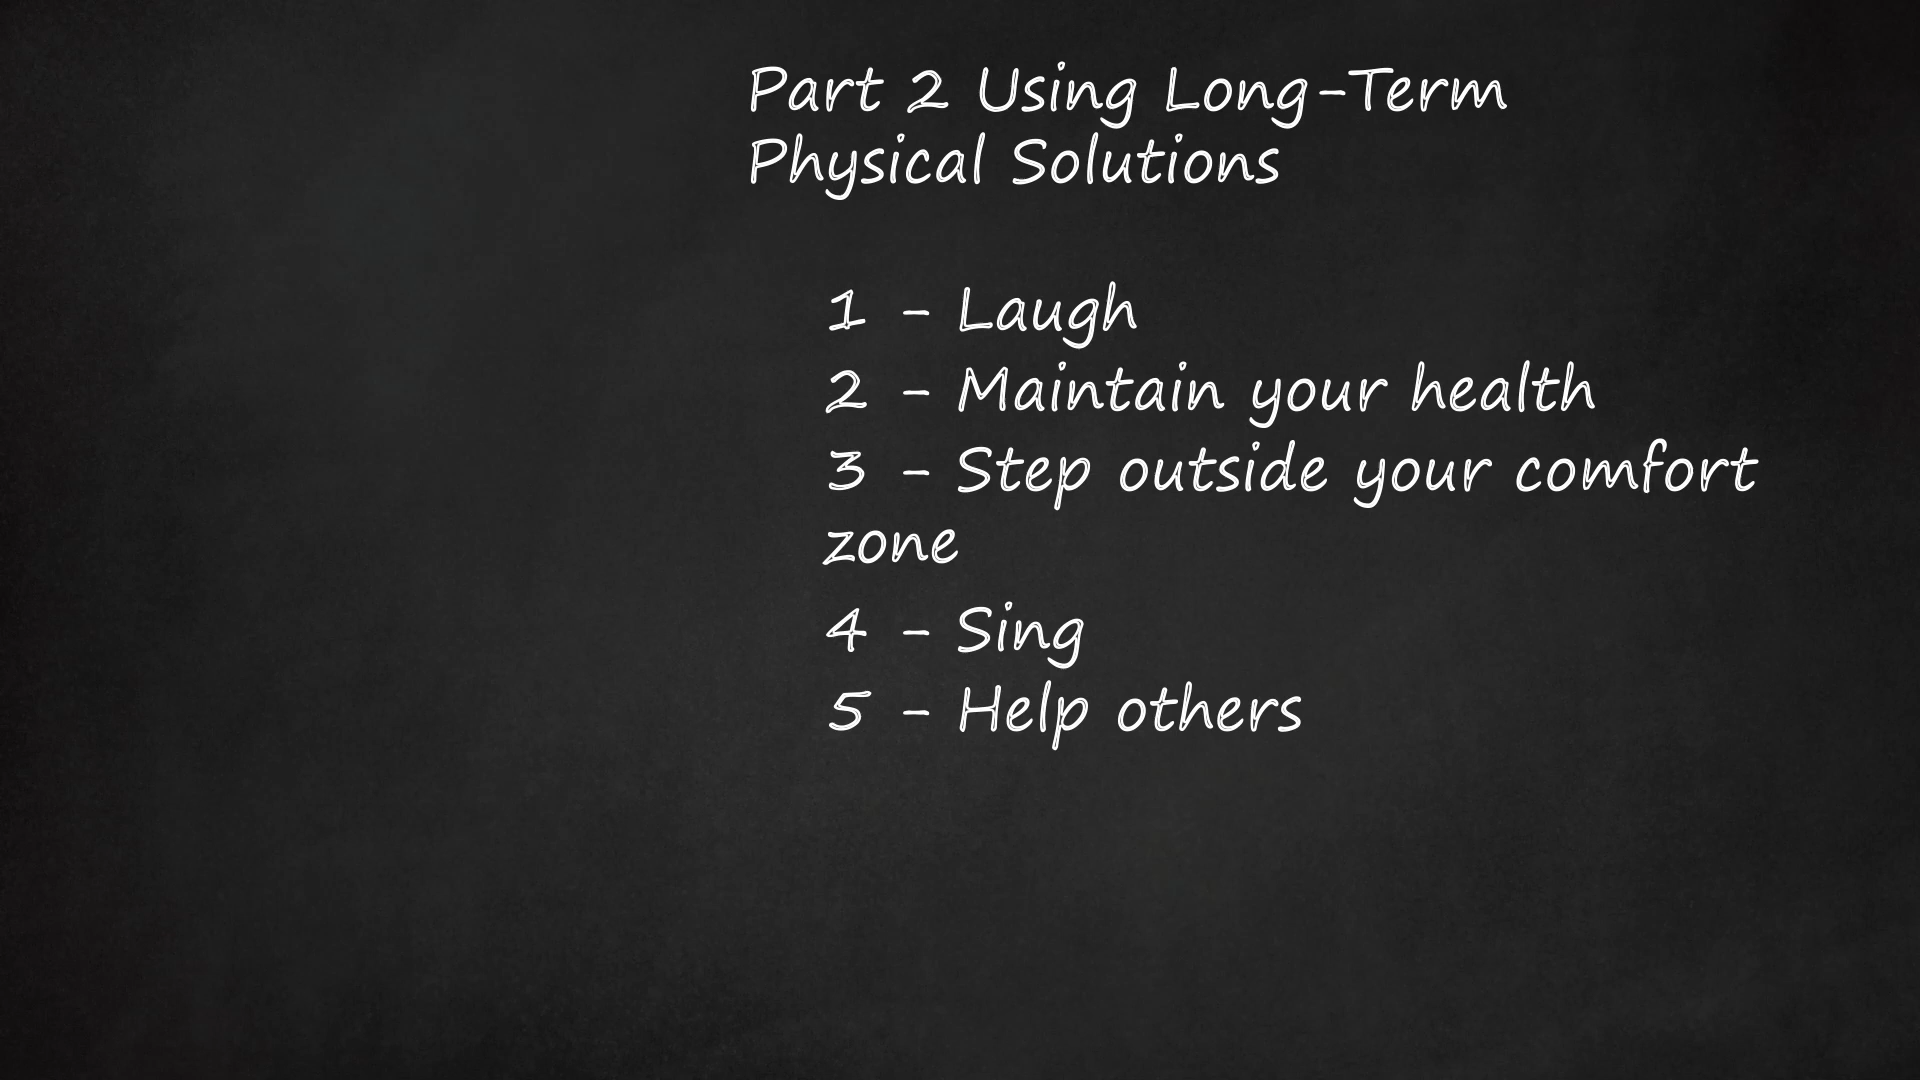 Part 2 Using Long-Term
Physical Solutions
1 - Laugh
2 - Maintain your health
3 - Step outside your comfort
zone
4 - Sing
5 - Help others